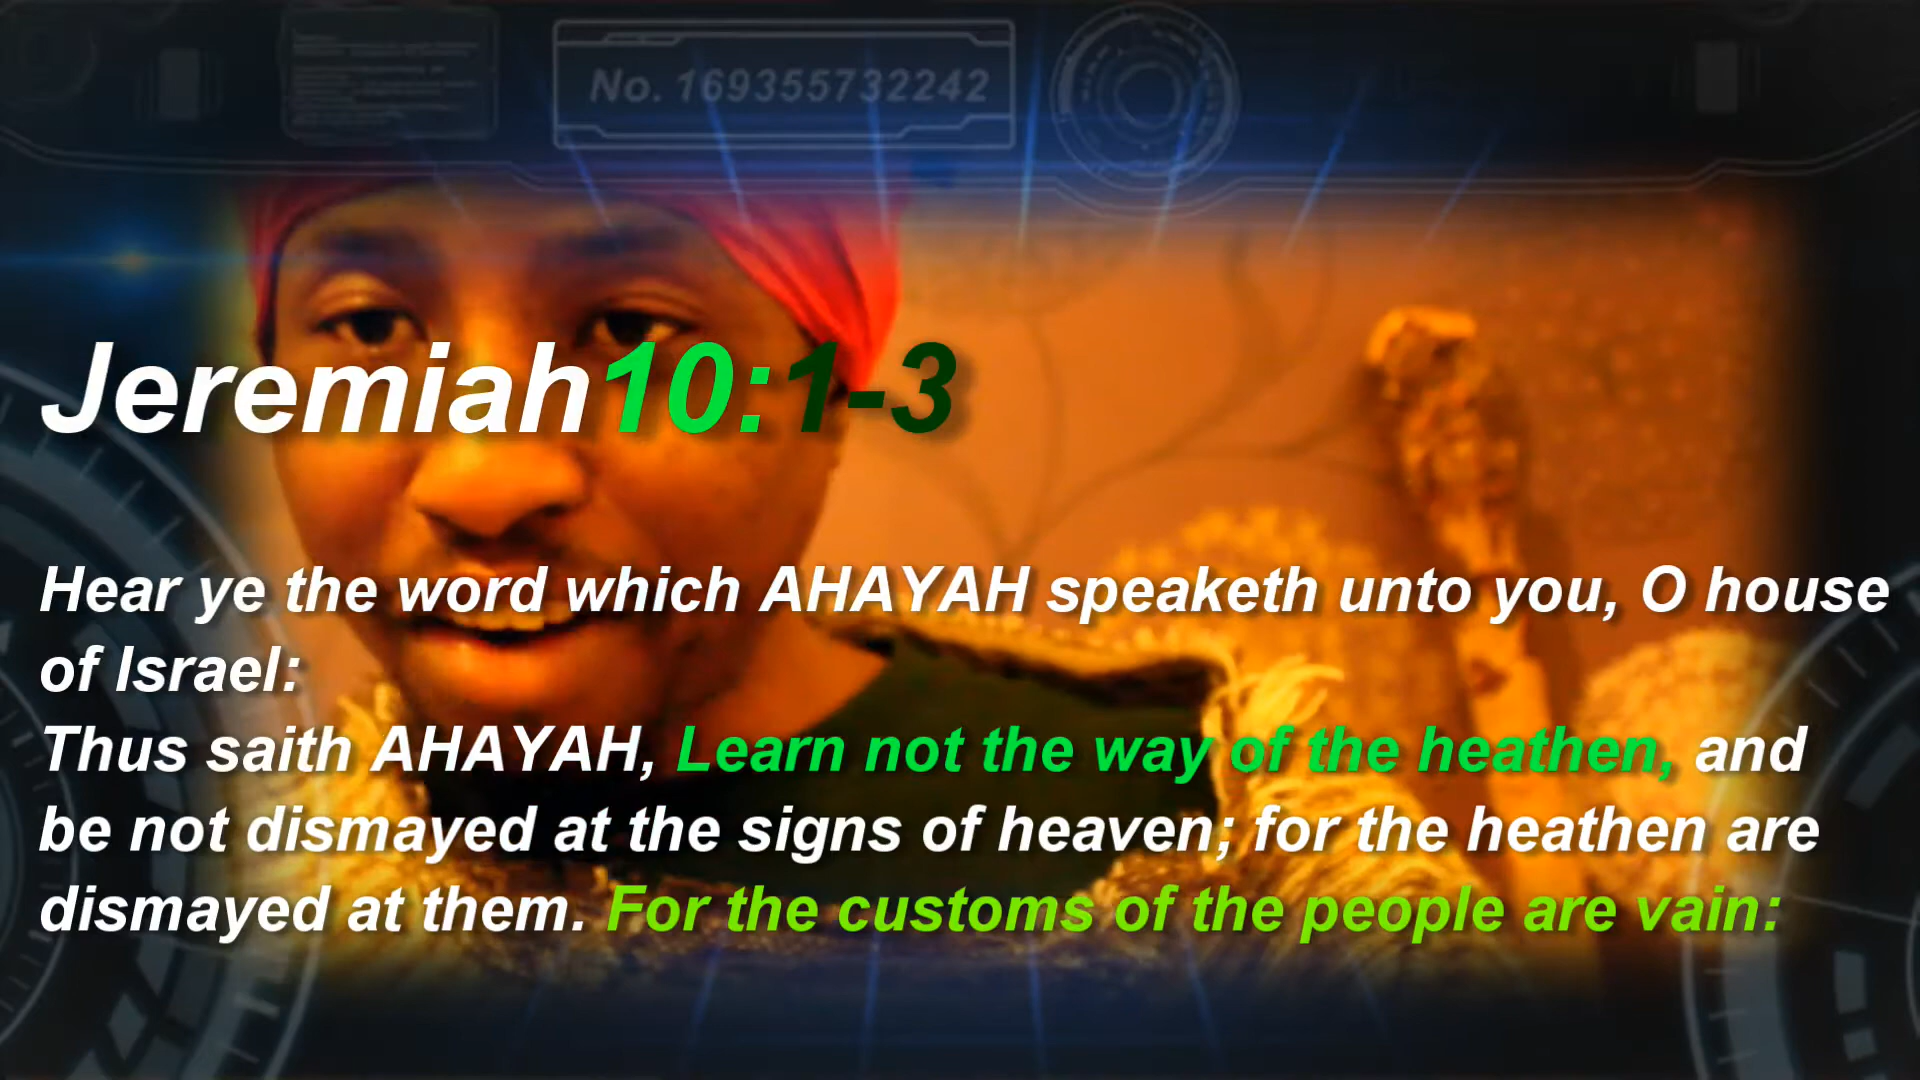 No. 169355732242
Jeremiah10:1-3
Hear ye the word which AHAYAH speaketh unto you, O house
of Israel:
Thus saith AHAYAH, Learn not the way of the heathen, and
be not dismayed at the signs of heaven; for the heathen are
dismayed at them. For the customs of the people are vain: